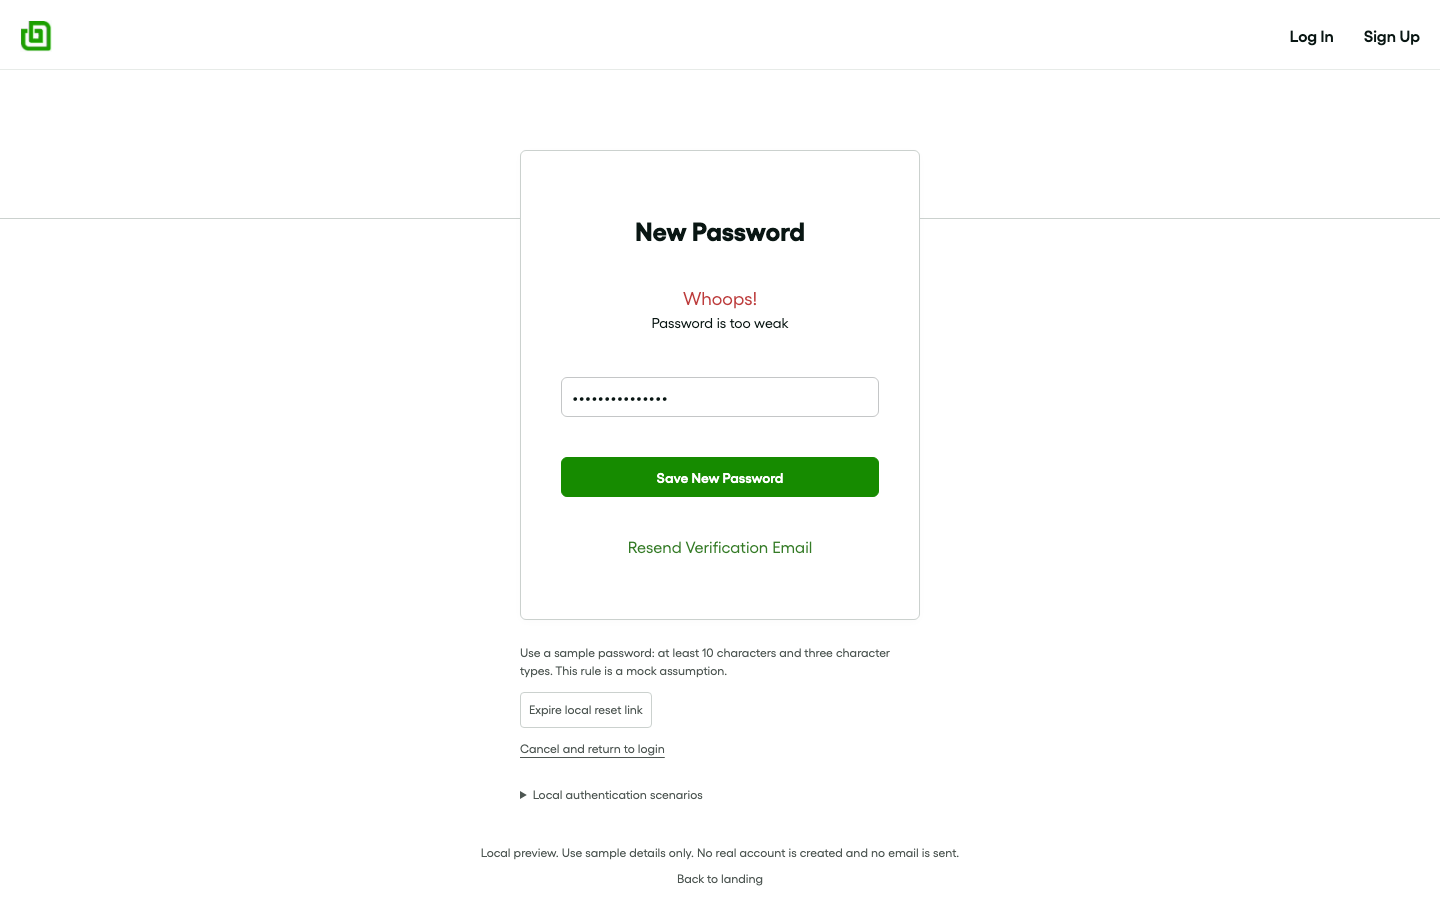 Log In
Sign Up
New Password
Whoops!
Password is too weak
•••••••••••••••
Save New Password
Resend Verification Email
Use a sample password: at least 10 characters and three character
types. This rule is a mock assumption.
Expire local reset link
Cancel and return to login
Local authentication scenarios
Local preview. Use sample details only. No real account is created and no email is sent.
Back to landing